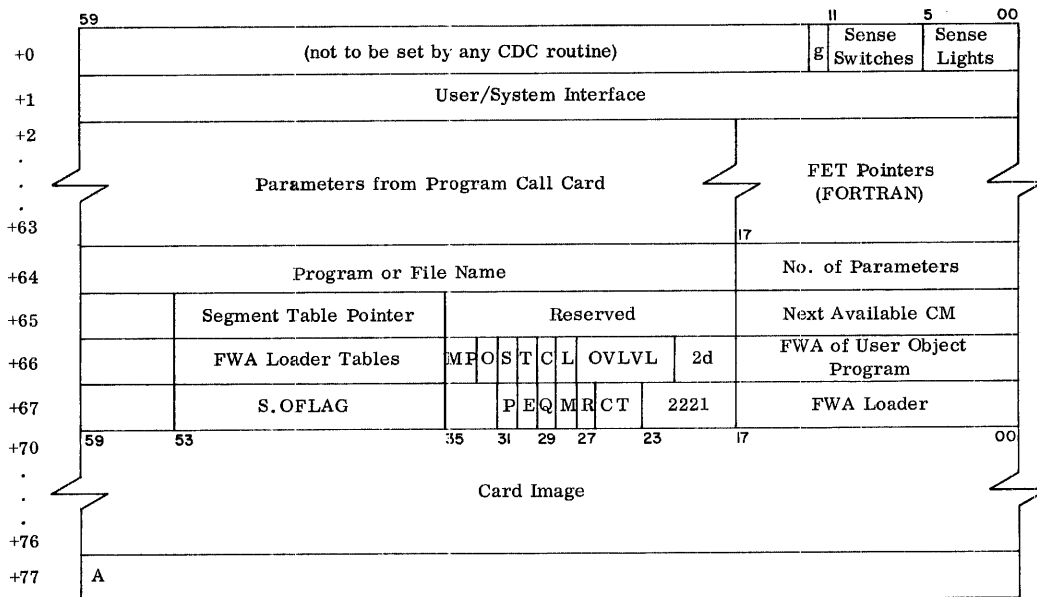 59 11 5 00
+0 (not to be set by any CDC routine) g Sense Switches Sense Lights
+1 User/System Interface
+2
.
.
.
Parameters from Program Call Card
FET Pointers
(FORTRAN)
+63
17
+64 Program or File Name No. of Parameters
+65 Segment Table Pointer Reserved Next Available CM
+66 FWA Loader Tables MP O S T C L OVLVL 2d FWA of User Object Program
+67 S.OFLAG P E Q M R CT 2221 FWA Loader
59 53 35 31 29 27 23 17 00
+70
.
.
.
Card Image
+76
+77 A